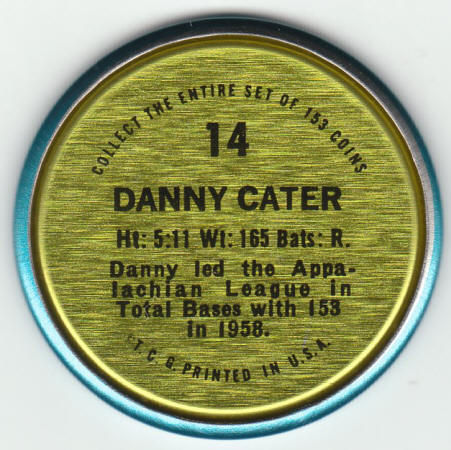 COLLECT THE ENTIRE SET OF 153 COINS
14
DANNY CATER
Ht: 5:11 Wt: 165 Bats: R.
Danny led the Appa-
lachian League in
Total Bases with 153
in 1958.
T.C.G. PRINTED IN U.S.A.